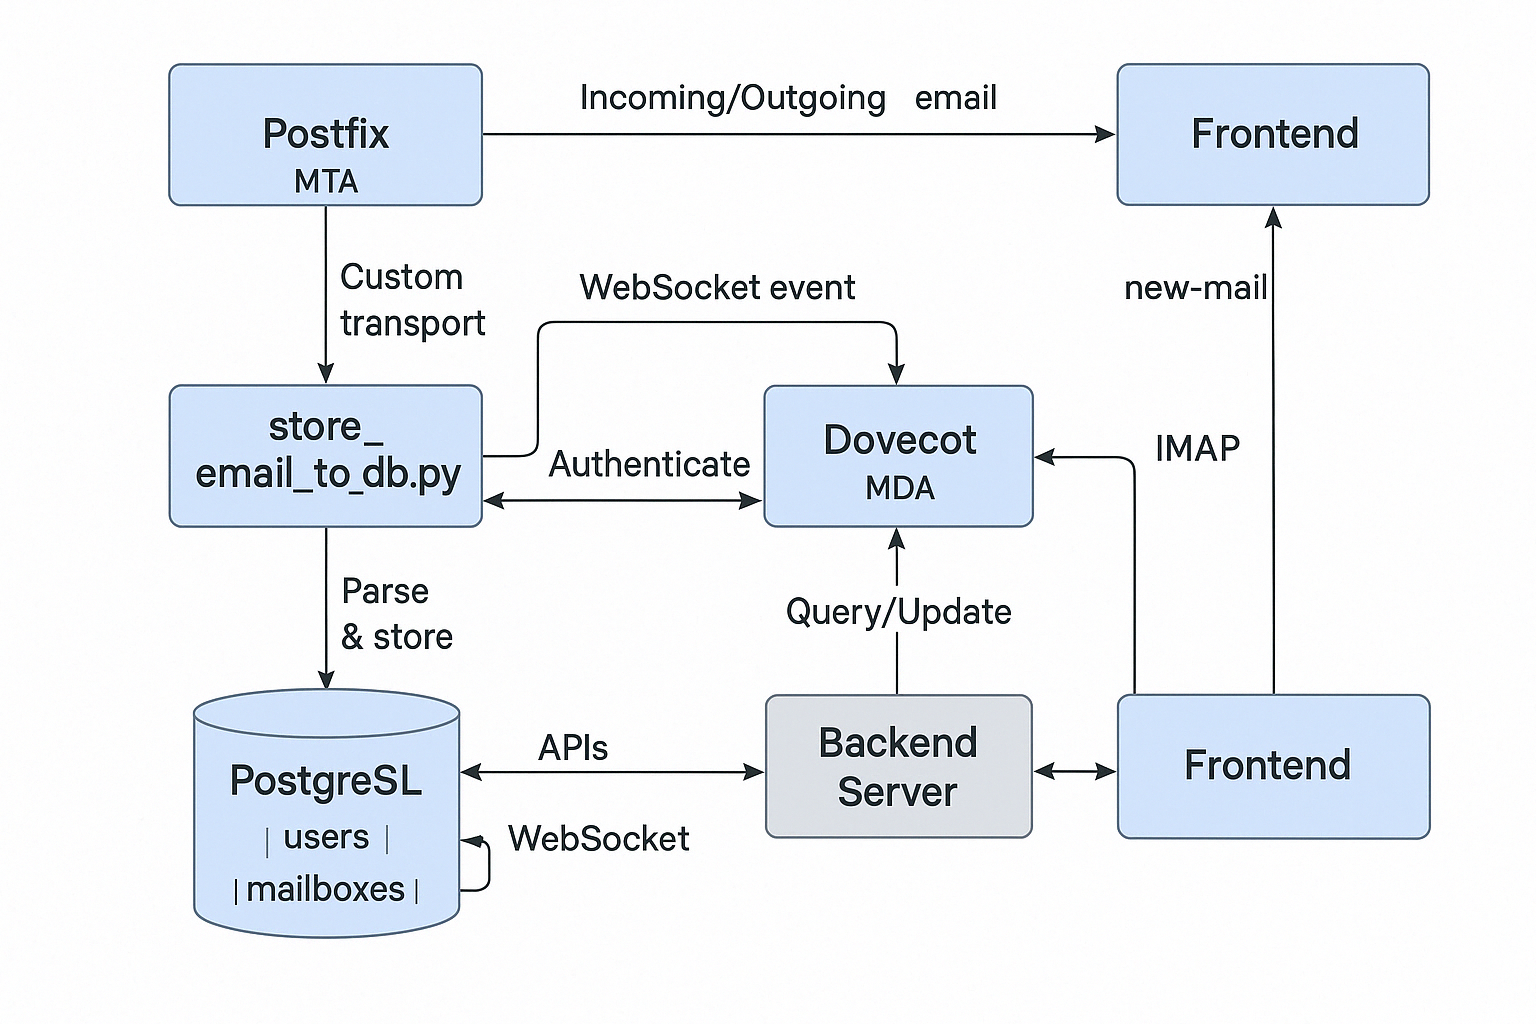 Incoming/Outgoing email
Postfix
MTA
Frontend
Custom
transport
WebSocket event
new-mail
store_
email_to_db.py
Authenticate
Dovecot
MDA
IMAP
Parse
& store
Query/Update
PostgreSL
| users |
| mailboxes |
APIs
WebSocket
Backend
Server
Frontend